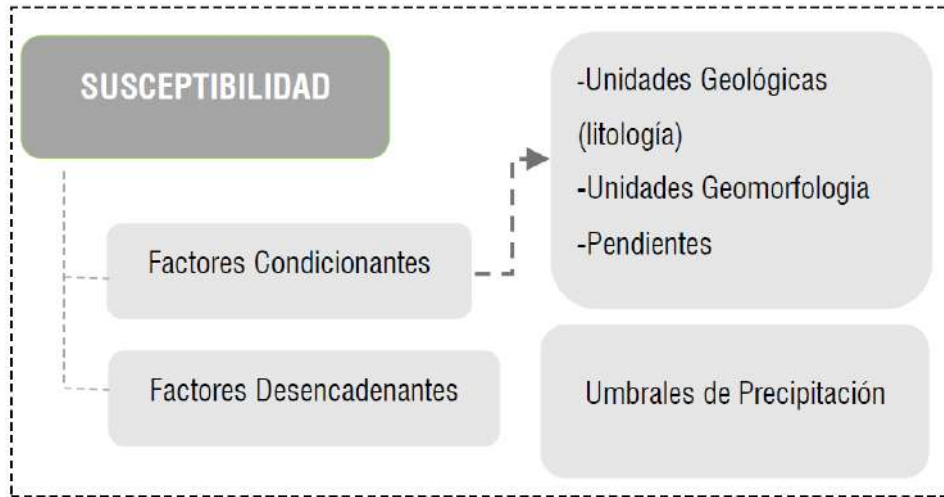 SUSCEPTIBILIDAD
Factores Condicionantes
Factores Desencadenantes
-Unidades Geológicas
(litología)
-Unidades Geomorfologia
-Pendientes
Umbrales de Precipitación